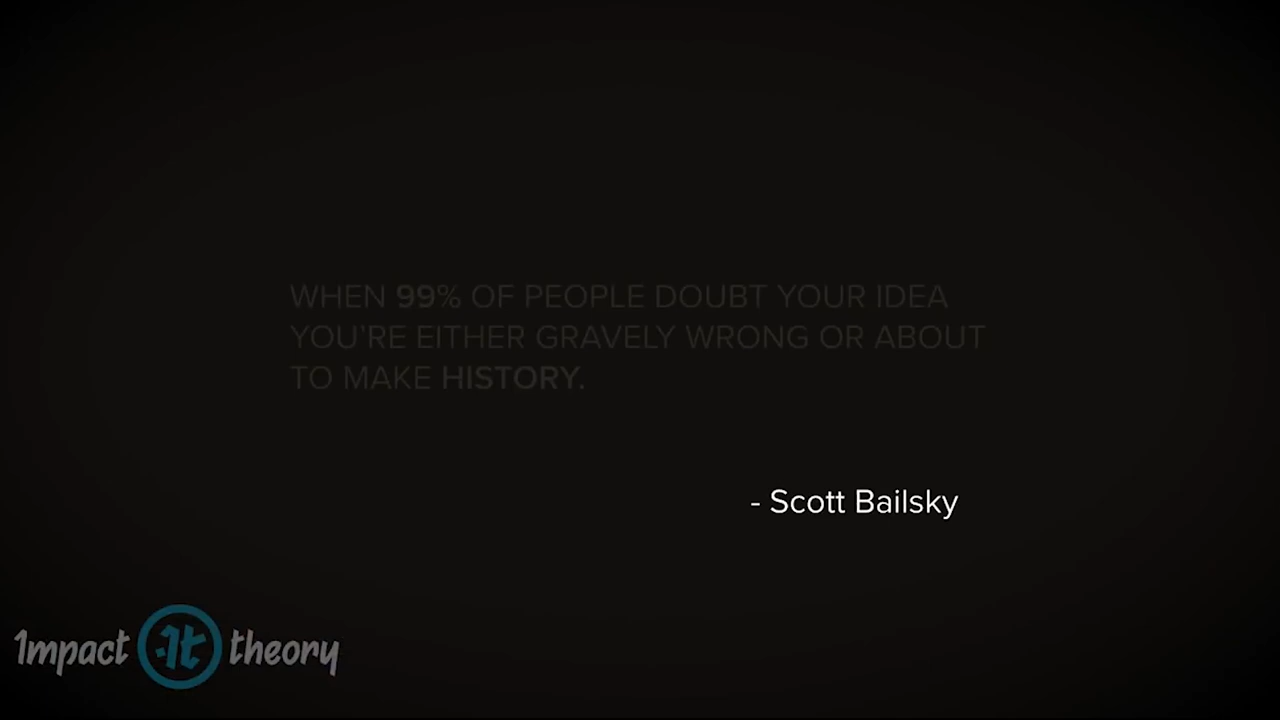 WHEN 99% OF PEOPLE DOUBT YOUR IDEA
YOU'RE EITHER GRAVELY WRONG OR ABOUT
TO MAKE HISTORY.
- Scott Bailsky
Impact It theory